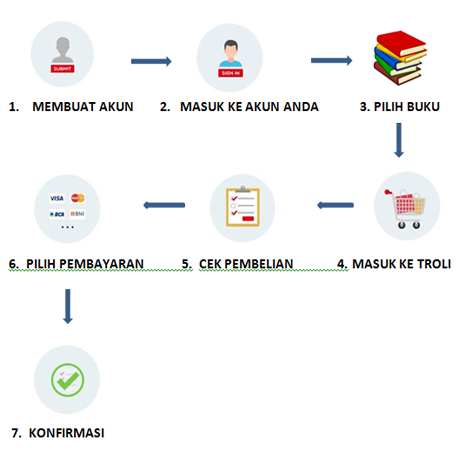 SUBMIT
SIGN IN
1. MEMBUAT AKUN
2. MASUK KE AKUN ANDA
3. PILIH BUKU
VISA
MasterCard
BCA
BNI
6. PILIH PEMBAYARAN
5. CEK PEMBELIAN
4. MASUK KE TROLI
7. KONFIRMASI